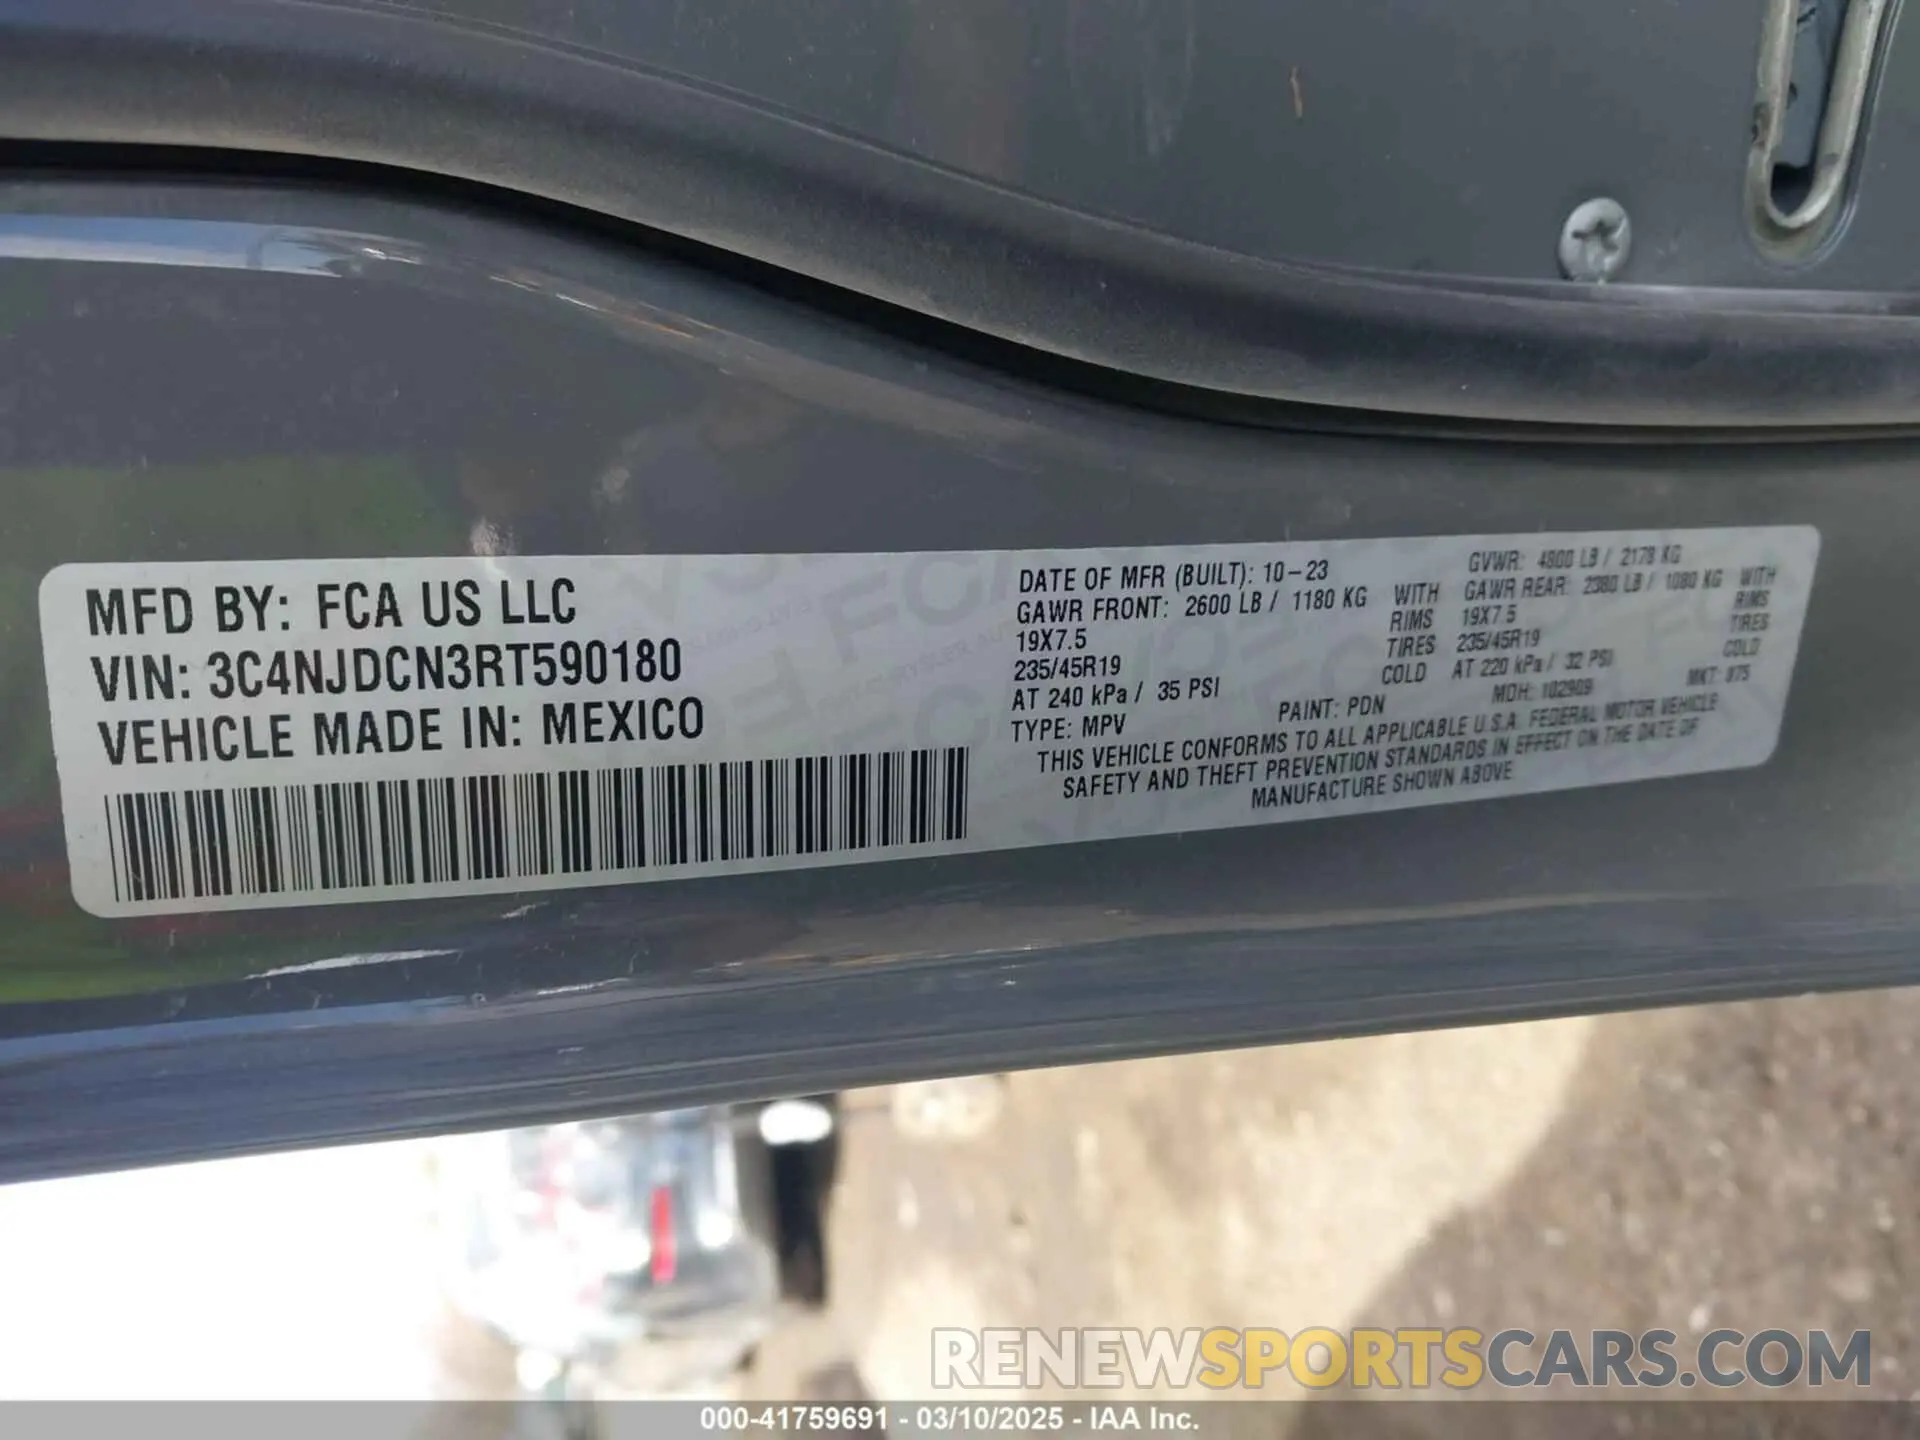 MFD BY: FCA US LLC
VIN: 3C4NJDCN3RT590180
VEHICLE MADE IN: MEXICO
DATE OF MFR (BUILT): 10-23
GVWR: 4800 LB / 2178 KG
GAWR FRONT: 2600 LB / 1180 KG WITH
19X7.5 RIMS
235/45R19 TIRES
AT 240 kPa / 35 PSI COLD
GAWR REAR: 2380 LB / 1080 KG WITH
19X7.5 RIMS
235/45R19 TIRES
AT 220 kPa / 32 PSI COLD
TYPE: MPV PAINT: PDN MDH: 102909 MKT: 975
THIS VEHICLE CONFORMS TO ALL APPLICABLE U.S.A. FEDERAL MOTOR VEHICLE
SAFETY AND THEFT PREVENTION STANDARDS IN EFFECT ON THE DATE OF
MANUFACTURE SHOWN ABOVE
RENEWSPORTSCARS.COM
000-41759691 - 03/10/2025 - IAA Inc.